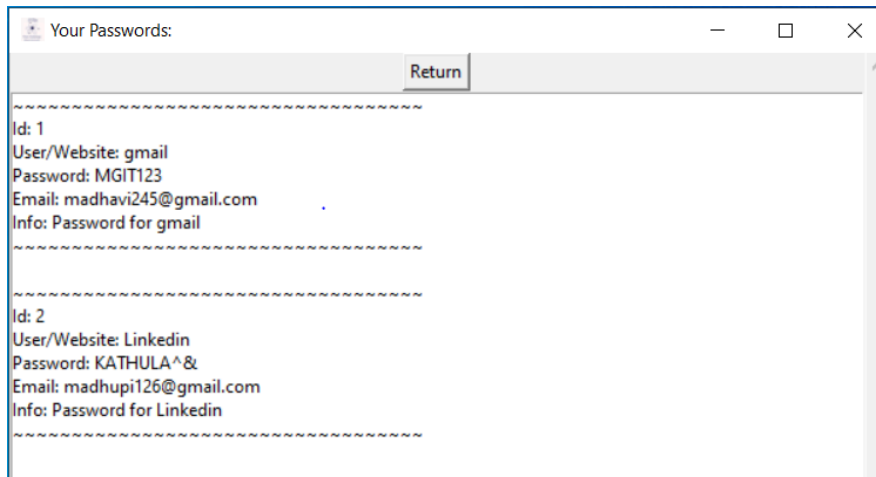 Your Passwords:
Return
~~~~~~~~~~~~~~~~~~~~~~~~~~~~~~~~~~~
Id: 1
User/Website: gmail
Password: MGIT123
Email: madhavi245@gmail.com
Info: Password for gmail
~~~~~~~~~~~~~~~~~~~~~~~~~~~~~~~~~~~
~~~~~~~~~~~~~~~~~~~~~~~~~~~~~~~~~~~
Id: 2
User/Website: Linkedin
Password: KATHULA^&
Email: madhupi126@gmail.com
Info: Password for Linkedin
~~~~~~~~~~~~~~~~~~~~~~~~~~~~~~~~~~~